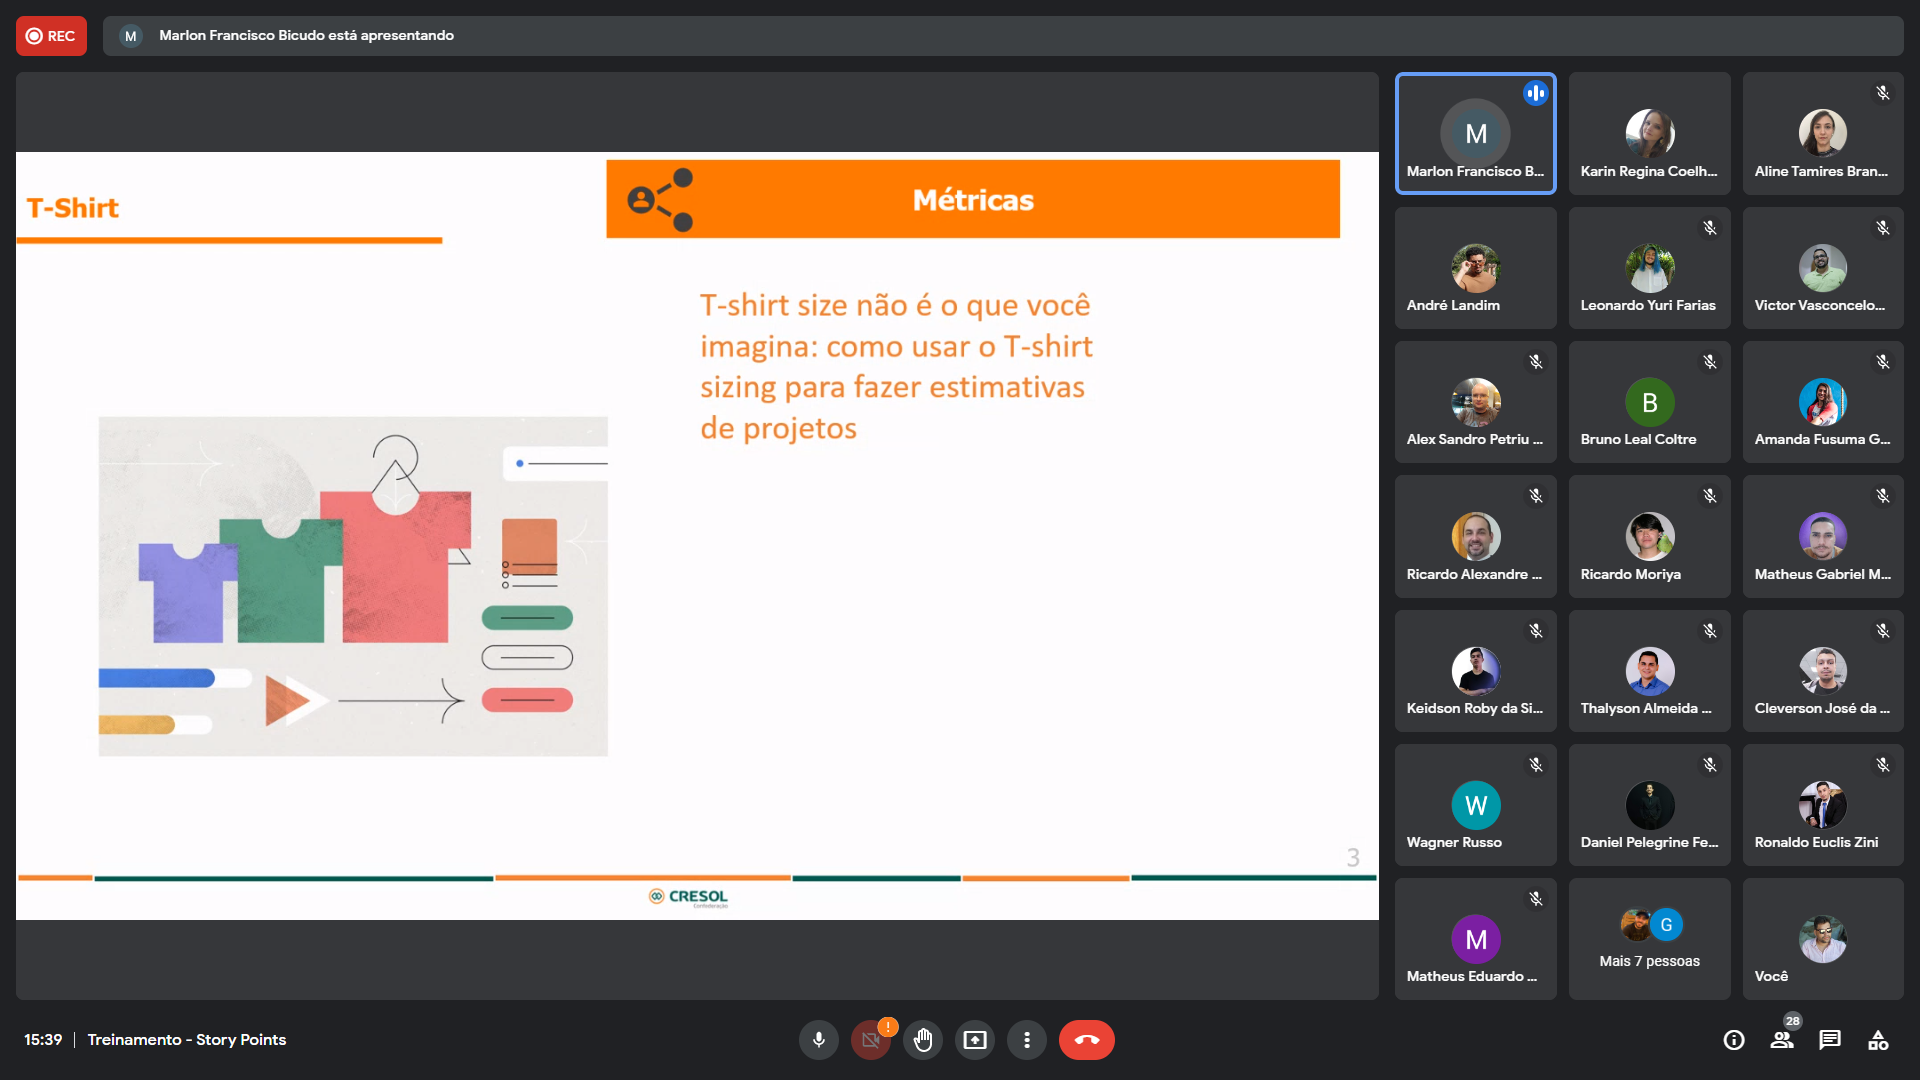 REC
M
Marlon Francisco Bicudo está apresentando
T-Shirt
Métricas
T-shirt size não é o que você
imagina: como usar o T-shirt
sizing para fazer estimativas
de projetos
3
CRESOL
Confederação
M
Marlon Francisco B...
Karin Regina Coelh...
Aline Tamires Bran...
André Landim
Leonardo Yuri Farias
Victor Vasconcelo...
Alex Sandro Petriu ...
B
Bruno Leal Coltre
Amanda Fusuma G...
Ricardo Alexandre ...
Ricardo Moriya
Matheus Gabriel M...
Keidson Roby da Si...
Thalyson Almeida ...
Cleverson José da ...
W
Wagner Russo
Daniel Pelegrine Fe...
Ronaldo Euclis Zini
M
Matheus Eduardo ...
G
Mais 7 pessoas
Você
15:39 | Treinamento - Story Points
!
28